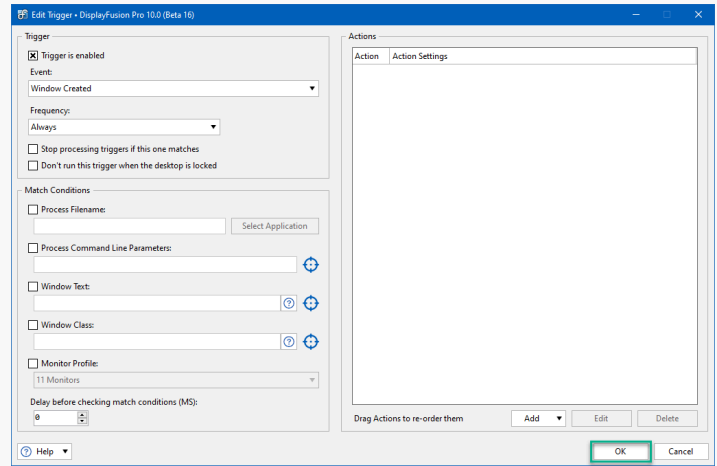 Edit Trigger • DisplayFusion Pro 10.0 (Beta 16)
Trigger
Trigger is enabled
Event:
Window Created
Frequency:
Always
Stop processing triggers if this one matches
Don't run this trigger when the desktop is locked
Match Conditions
Process Filename:
Select Application
Process Command Line Parameters:
Window Text:
Window Class:
Monitor Profile:
11 Monitors
Delay before checking match conditions (MS):
0
Help
Actions
Action Action Settings
Drag Actions to re-order them Add Edit Delete
OK Cancel